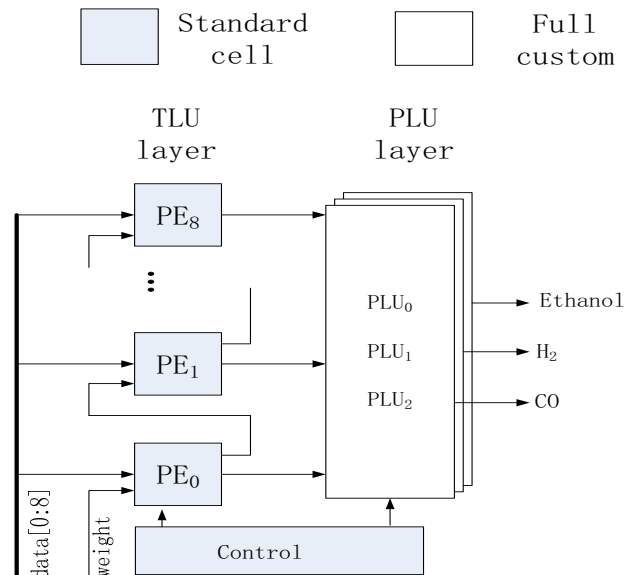 Standard
cell
Full
custom
TLU
layer
PLU
layer
PE₈
PLU₀
Ethanol
PE₁
PLU₁
H₂
PLU₂
CO
PE₀
data[0:8]
weight
Control